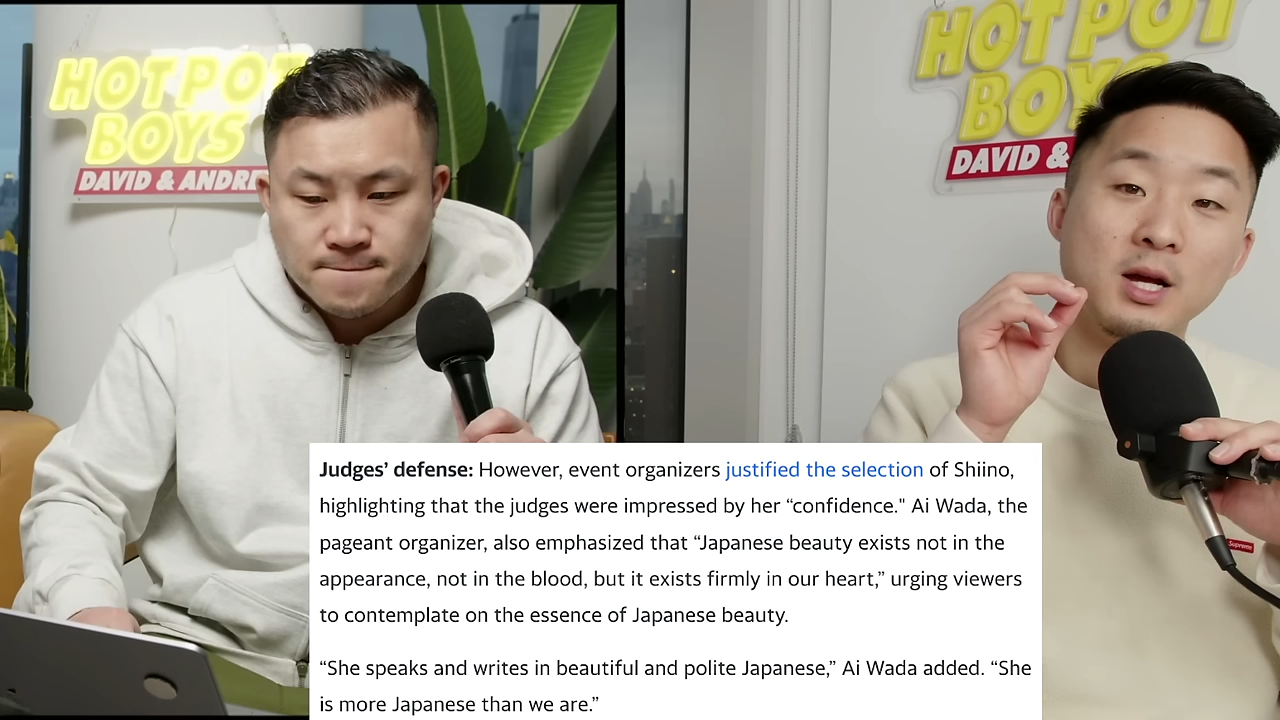 HOT POT
BOYS
DAVID & ANDRE
HOT POT
BOYS
DAVID &
Supreme
Judges’ defense: However, event organizers justified the selection of Shiino,
highlighting that the judges were impressed by her “confidence." Ai Wada, the
pageant organizer, also emphasized that “Japanese beauty exists not in the
appearance, not in the blood, but it exists firmly in our heart,” urging viewers
to contemplate on the essence of Japanese beauty.
“She speaks and writes in beautiful and polite Japanese,” Ai Wada added. “She
is more Japanese than we are.”